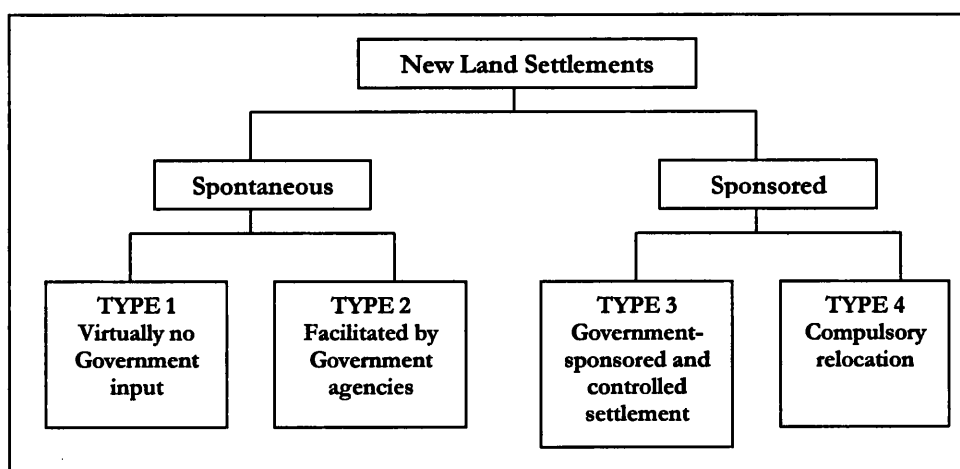 New Land Settlements
Spontaneous
Sponsored
TYPE 1
Virtually no
Government
input
TYPE 2
Facilitated by
Government
agencies
TYPE 3
Government-
sponsored and
controlled
settlement
TYPE 4
Compulsory
relocation